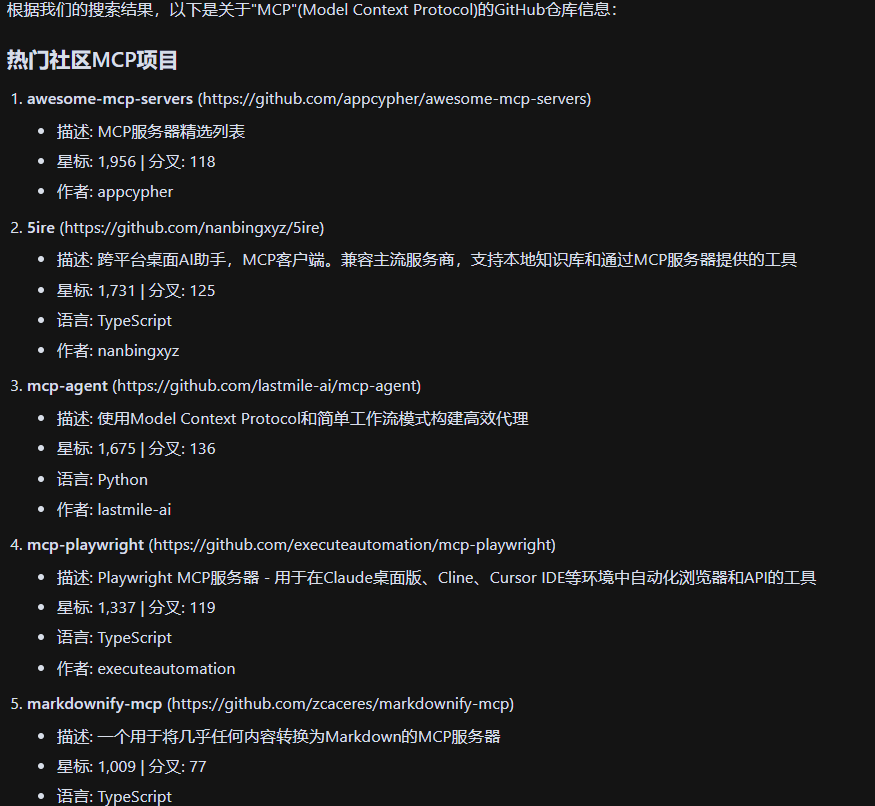 根据我们的搜索结果，以下是关于"MCP"(Model Context Protocol)的GitHub仓库信息：
热门社区MCP项目
1. awesome-mcp-servers (https://github.com/appcypher/awesome-mcp-servers)
• 描述: MCP服务器精选列表
• 星标: 1,956 | 分叉: 118
• 作者: appcypher
2. 5ire (https://github.com/nanbingxyz/5ire)
• 描述: 跨平台桌面AI助手，MCP客户端。兼容主流服务商，支持本地知识库和通过MCP服务器提供的工具
• 星标: 1,731 | 分叉: 125
• 语言: TypeScript
• 作者: nanbingxyz
3. mcp-agent (https://github.com/lastmile-ai/mcp-agent)
• 描述: 使用Model Context Protocol和简单工作流模式构建高效代理
• 星标: 1,675 | 分叉: 136
• 语言: Python
• 作者: lastmile-ai
4. mcp-playwright (https://github.com/executeautomation/mcp-playwright)
• 描述: Playwright MCP服务器 - 用于在Claude桌面版、Cline、Cursor IDE等环境中自动化浏览器和API的工具
• 星标: 1,337 | 分叉: 119
• 语言: TypeScript
• 作者: executeautomation
5. markdownify-mcp (https://github.com/zcaceres/markdownify-mcp)
• 描述: 一个用于将几乎任何内容转换为Markdown的MCP服务器
• 星标: 1,009 | 分叉: 77
• 语言: TypeScript